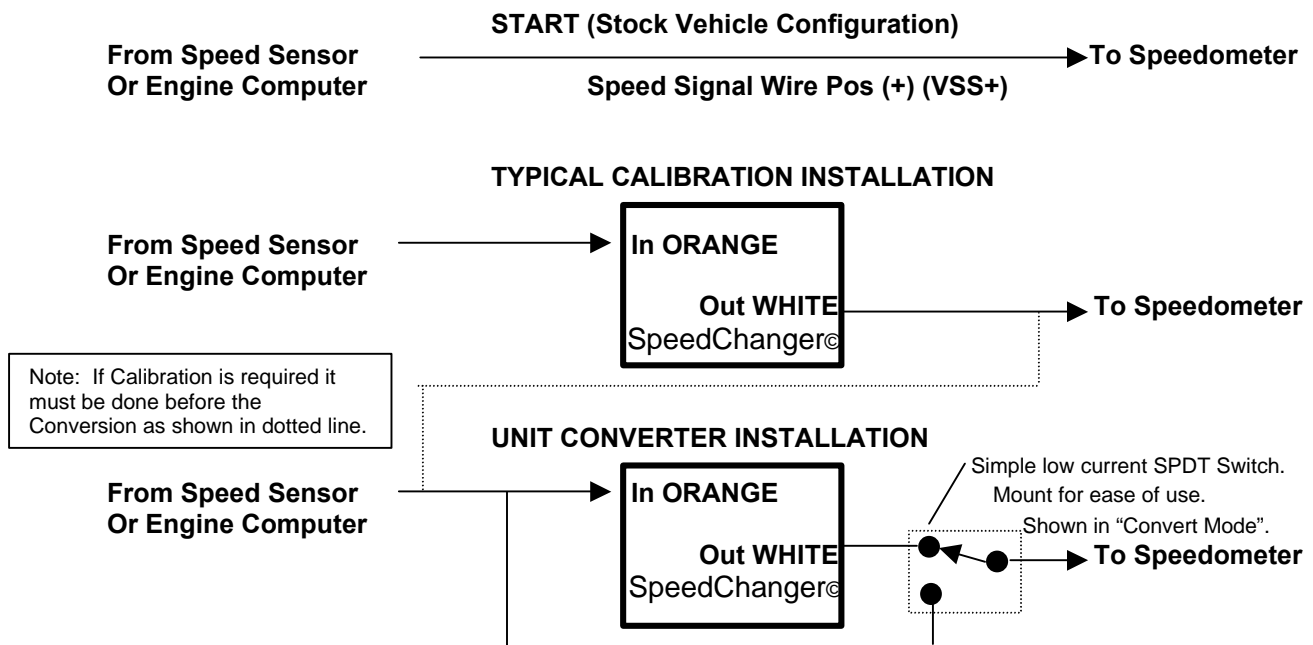 START (Stock Vehicle Configuration)
From Speed Sensor
Or Engine Computer
To Speedometer
Speed Signal Wire Pos (+) (VSS+)
TYPICAL CALIBRATION INSTALLATION
From Speed Sensor
Or Engine Computer
In ORANGE
Out WHITE
SpeedChanger©
To Speedometer
Note: If Calibration is required it
must be done before the
Conversion as shown in dotted line.
UNIT CONVERTER INSTALLATION
From Speed Sensor
Or Engine Computer
In ORANGE
Out WHITE
SpeedChanger©
Simple low current SPDT Switch.
Mount for ease of use.
Shown in “Convert Mode”.
To Speedometer